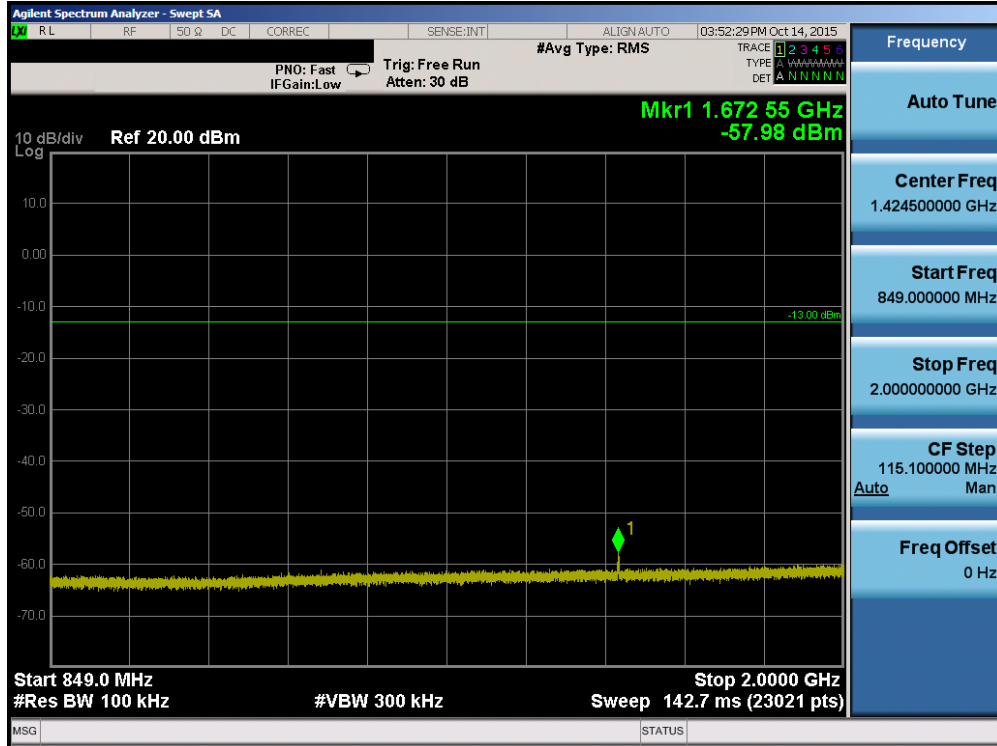 Agilent Spectrum Analyzer - Swept SA
LXI RL RF 50 Ω DC CORREC SENSE:INT ALIGN AUTO 03:52:29 PM Oct 14, 2015
Frequency
#Avg Type: RMS
TRACE 1 2 3 4 5 6
TYPE A
DET A N N N N N
PNO: Fast
IFGain:Low
Trig: Free Run
Atten: 30 dB
Auto Tune
Mkr1 1.672 55 GHz
-57.98 dBm
10 dB/div Ref 20.00 dBm
Log
10.0
0.00
-10.0
-13.00 dBm
-20.0
-30.0
-40.0
-50.0
-60.0
-70.0
1
Center Freq
1.424500000 GHz
Start Freq
849.000000 MHz
Stop Freq
2.000000000 GHz
CF Step
115.100000 MHz
Auto Man
Freq Offset
0 Hz
Start 849.0 MHz Stop 2.0000 GHz
#Res BW 100 kHz #VBW 300 kHz Sweep 142.7 ms (23021 pts)
MSG STATUS